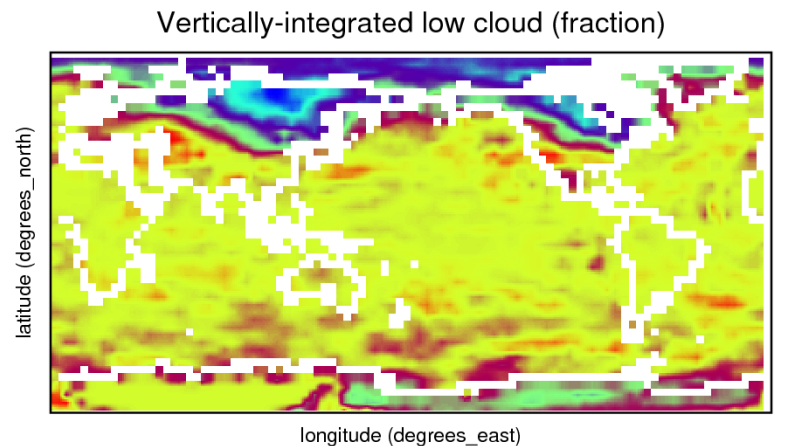 Vertically-integrated low cloud (fraction)
latitude (degrees_north)
longitude (degrees_east)